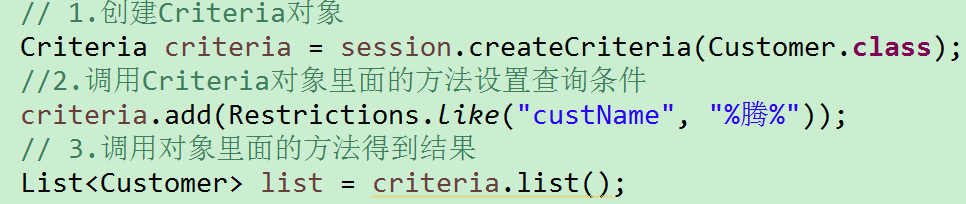 // 1.创建Criteria对象
Criteria criteria = session.createCriteria(Customer.class);
//2.调用Criteria对象里面的方法设置查询条件
criteria.add(Restrictions.like("custName", "%腾%"));
// 3.调用对象里面的方法得到结果
List<Customer> list = criteria.list();